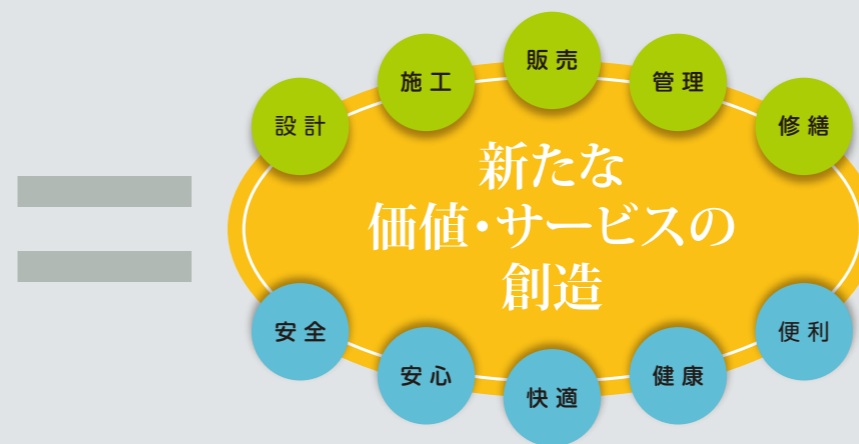 設計
施工
販売
管理
修繕
新たな
価値・サービスの
創造
安全
安心
快適
健康
便利